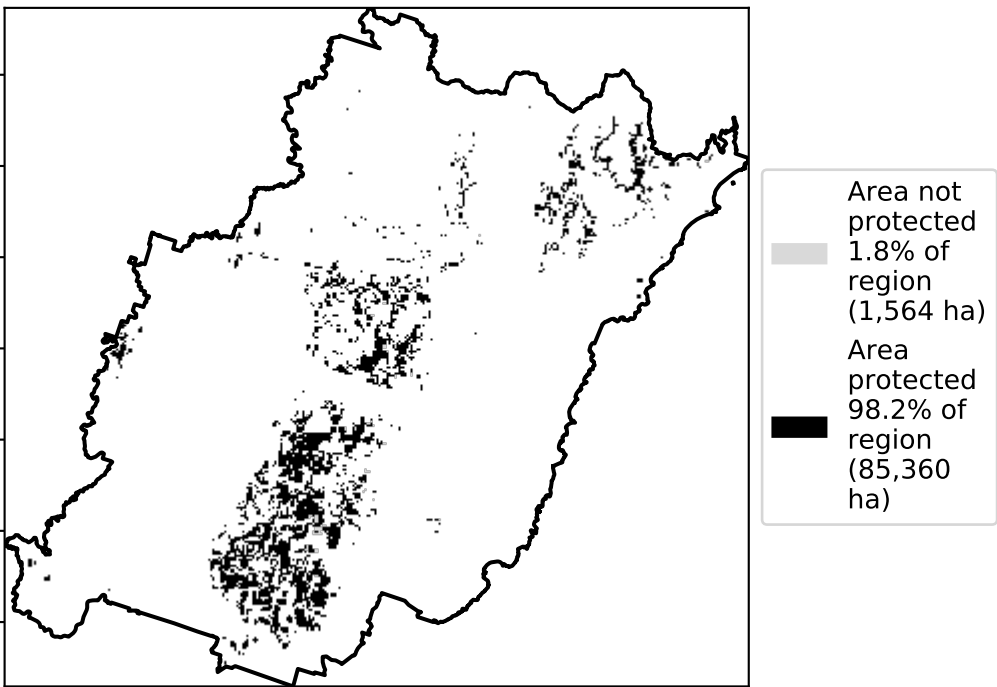 Area not
protected
1.8% of
region
(1,564 ha)
Area
protected
98.2% of
region
(85,360
ha)